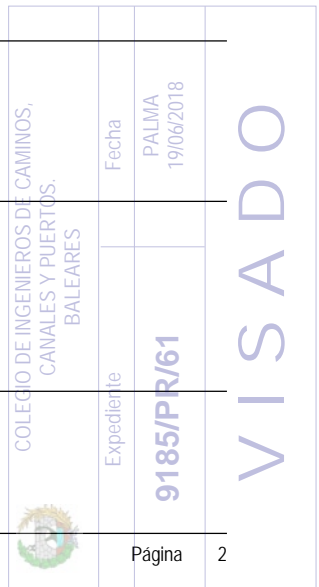 COLEGIO DE INGENIEROS DE CAMINOS,
CANALES Y PUERTOS.
BALEARES
Expediente
9185/PR/61
Fecha
PALMA
19/06/2018
VISADO
Página 2